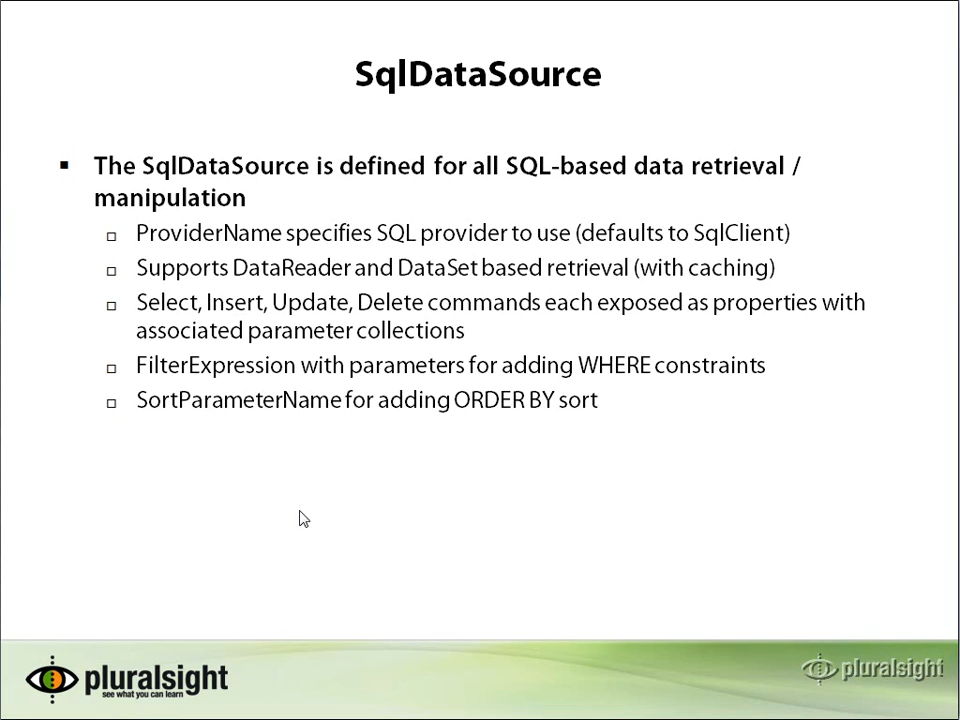 SqlDataSource
The SqlDataSource is defined for all SQL-based data retrieval /
manipulation
ProviderName specifies SQL provider to use (defaults to SqlClient)
Supports DataReader and DataSet based retrieval (with caching)
Select, Insert, Update, Delete commands each exposed as properties with
associated parameter collections
FilterExpression with parameters for adding WHERE constraints
SortParameterName for adding ORDER BY sort
pluralsight
see what you can learn
pluralsight